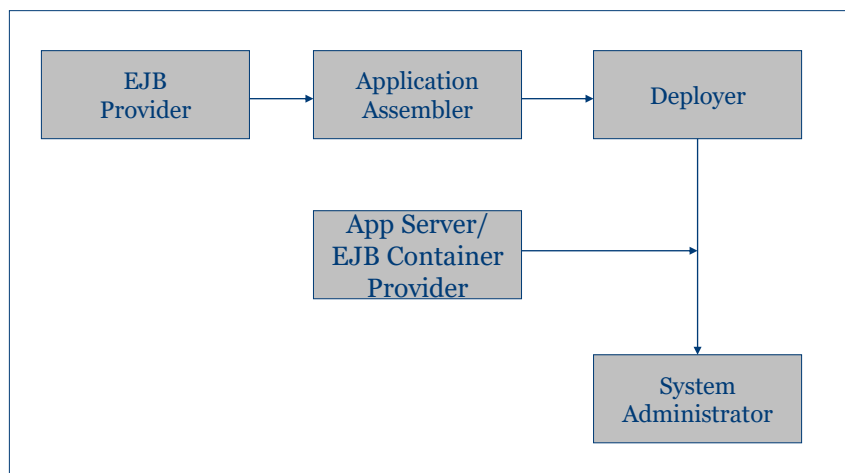 EJB
Provider
Application
Assembler
Deployer
App Server/
EJB Container
Provider
System
Administrator